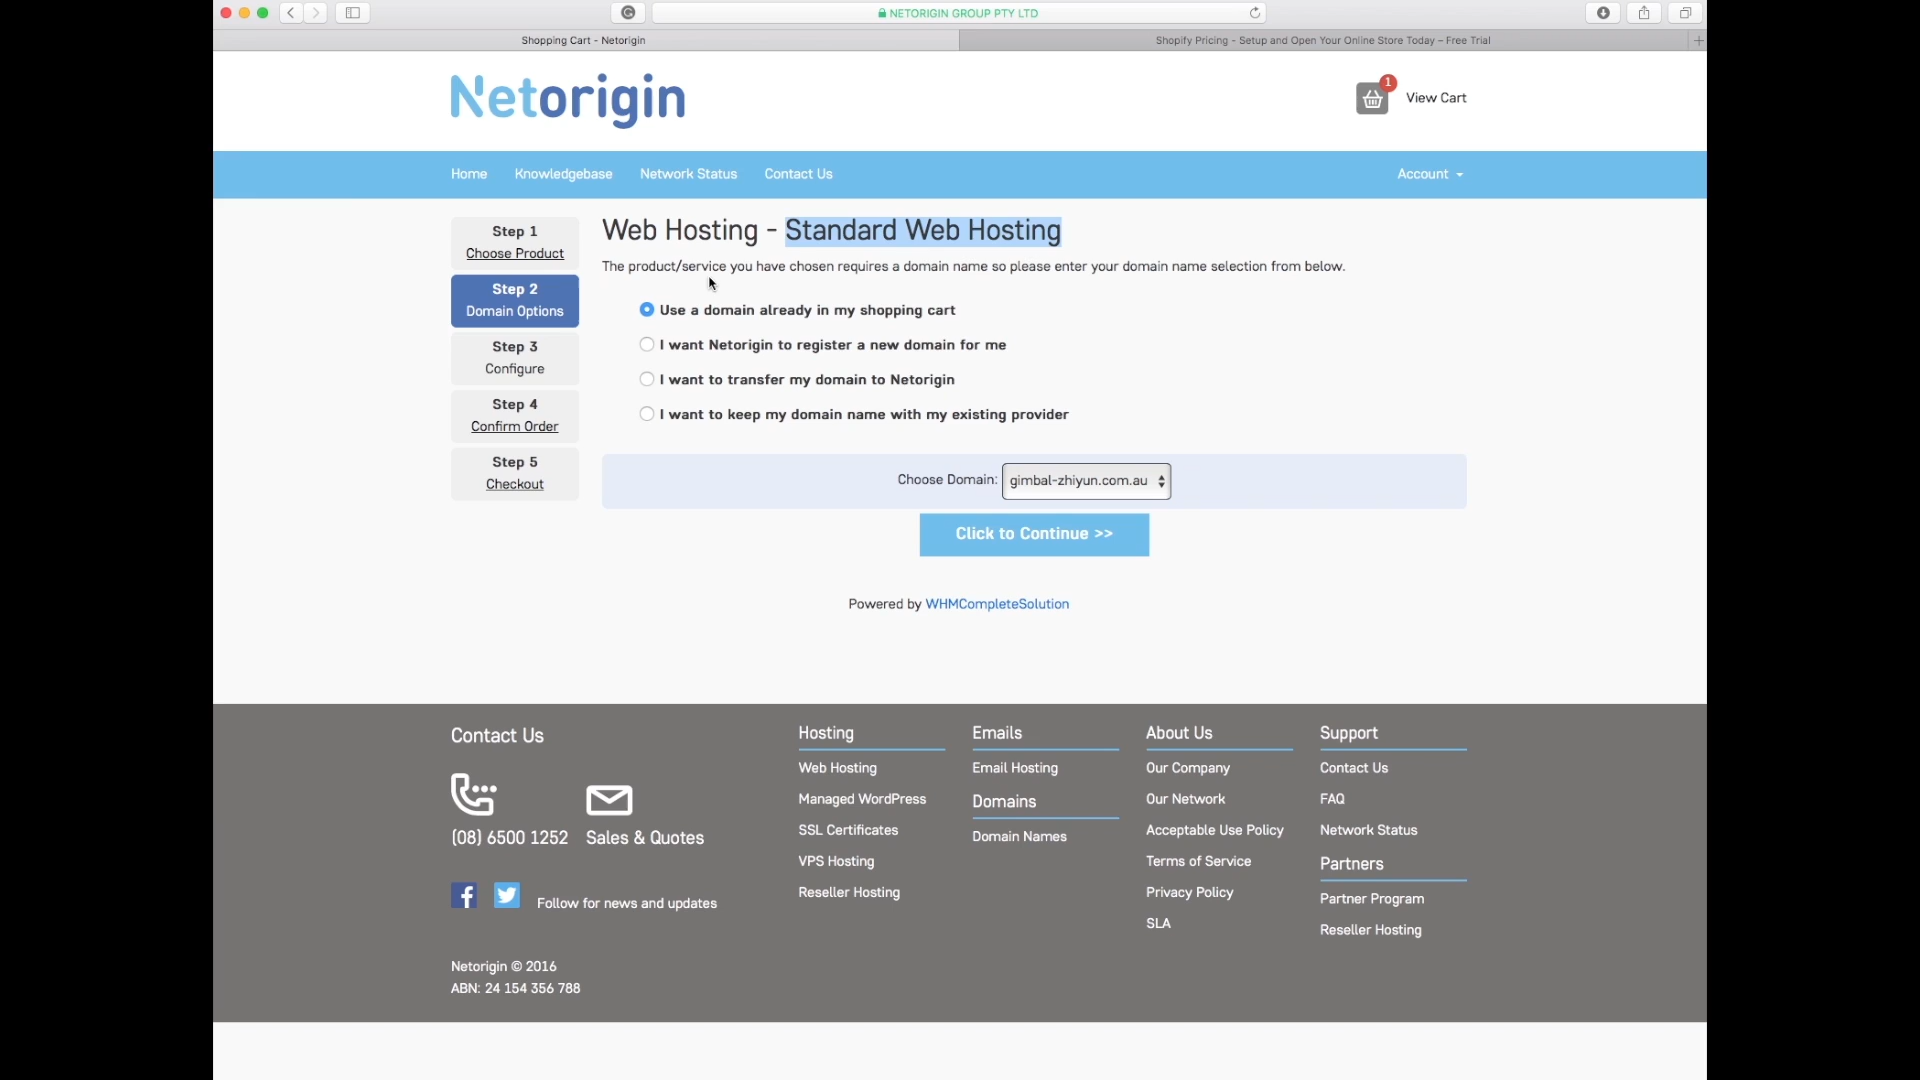 NETORIGIN GROUP PTY LTD
Shopping Cart - Netorigin
Shopify Pricing - Setup and Open Your Online Store Today – Free Trial
Netorigin
1
View Cart
Home
Knowledgebase
Network Status
Contact Us
Account
Step 1
Choose Product
Step 2
Domain Options
Step 3
Configure
Step 4
Confirm Order
Step 5
Checkout
Web Hosting - Standard Web Hosting
The product/service you have chosen requires a domain name so please enter your domain name selection from below.
Use a domain already in my shopping cart
I want Netorigin to register a new domain for me
I want to transfer my domain to Netorigin
I want to keep my domain name with my existing provider
Choose Domain: gimbal-zhiyun.com.au
Click to Continue >>
Powered by WHMCompleteSolution
Contact Us
(08) 6500 1252
Sales & Quotes
Follow for news and updates
Netorigin © 2016
ABN: 24 154 356 788
Hosting
Web Hosting
Managed WordPress
SSL Certificates
VPS Hosting
Reseller Hosting
Emails
Email Hosting
Domains
Domain Names
About Us
Our Company
Our Network
Acceptable Use Policy
Terms of Service
Privacy Policy
SLA
Support
Contact Us
FAQ
Network Status
Partners
Partner Program
Reseller Hosting